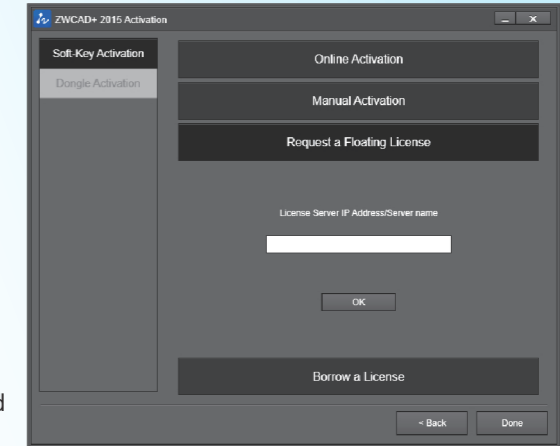 ZWCAD+ 2015 Activation
Soft-Key Activation
Dongle Activation
Online Activation
Manual Activation
Request a Floating License
License Server IP Address/Server name
OK
Borrow a License
< Back
Done